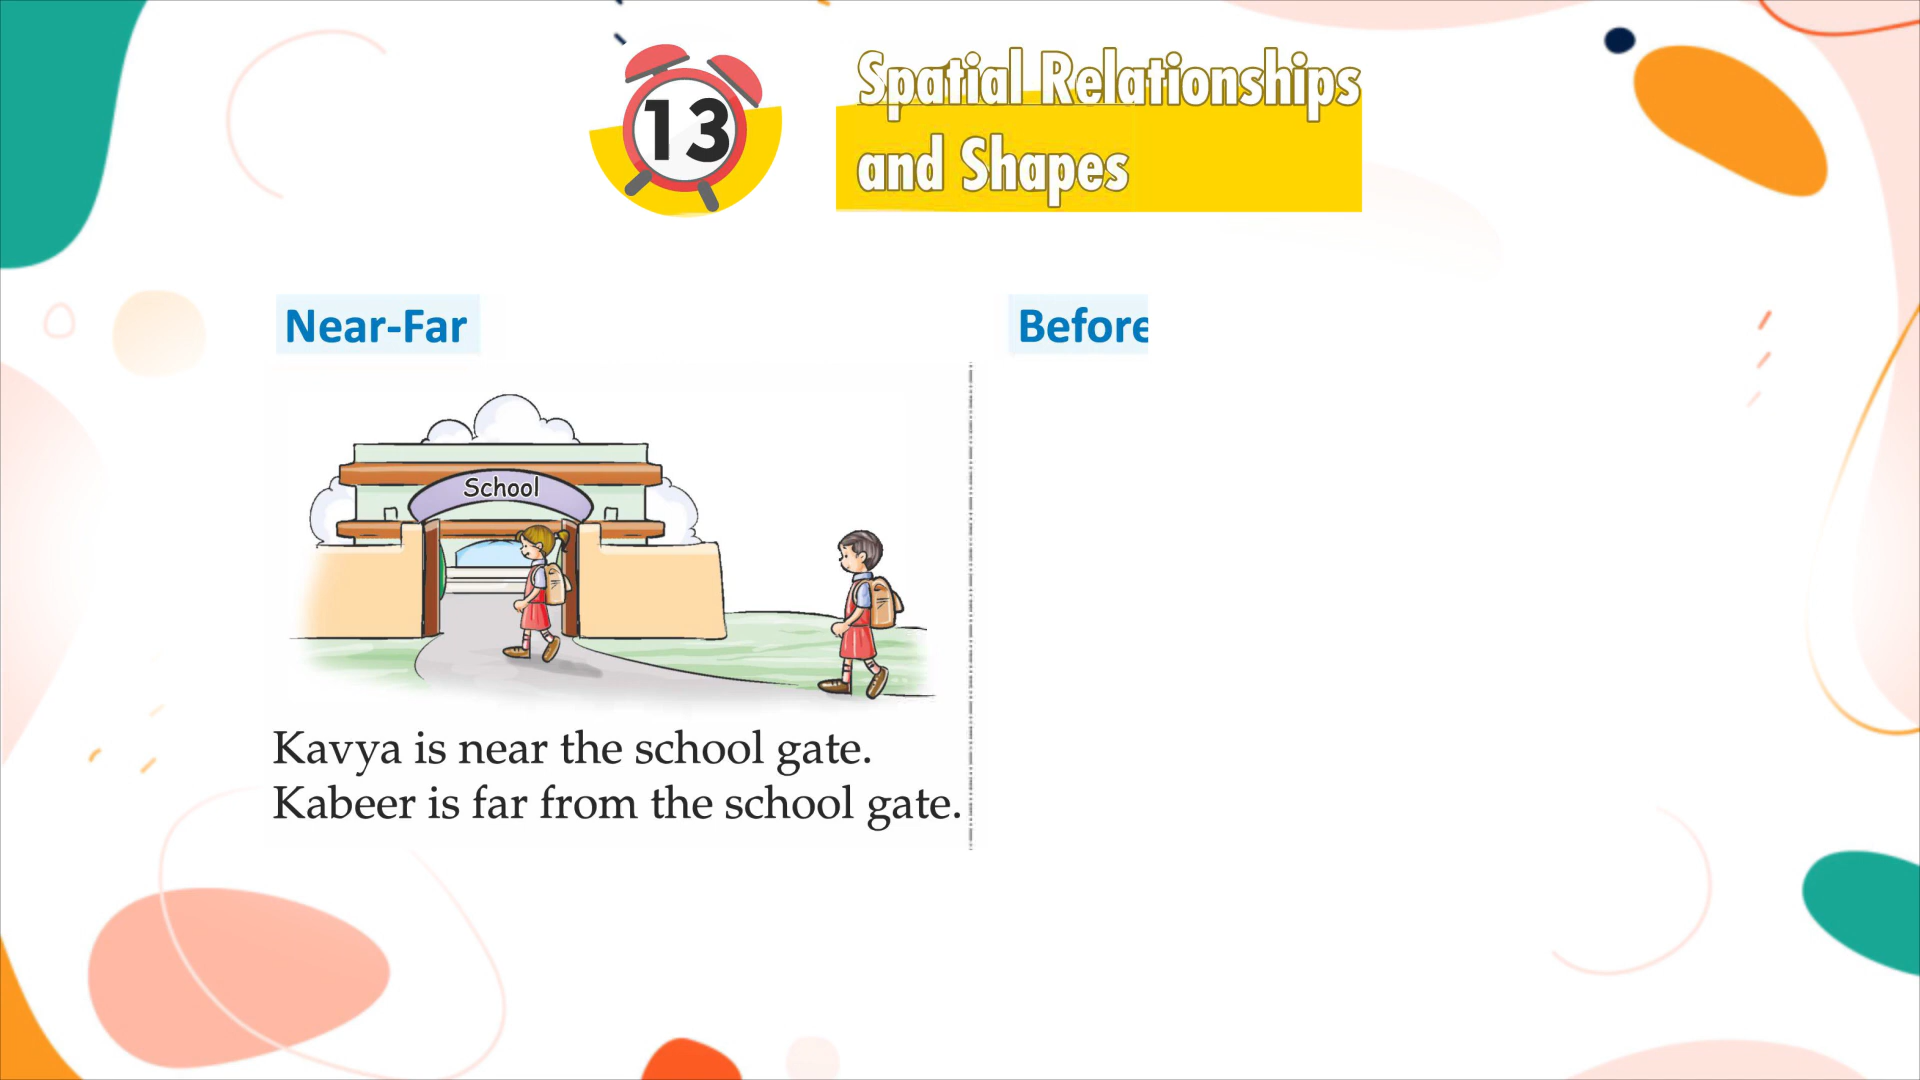 13
Spatial Relationships
and Shapes
Near-Far
Before
School
Kavya is near the school gate.
Kabeer is far from the school gate.